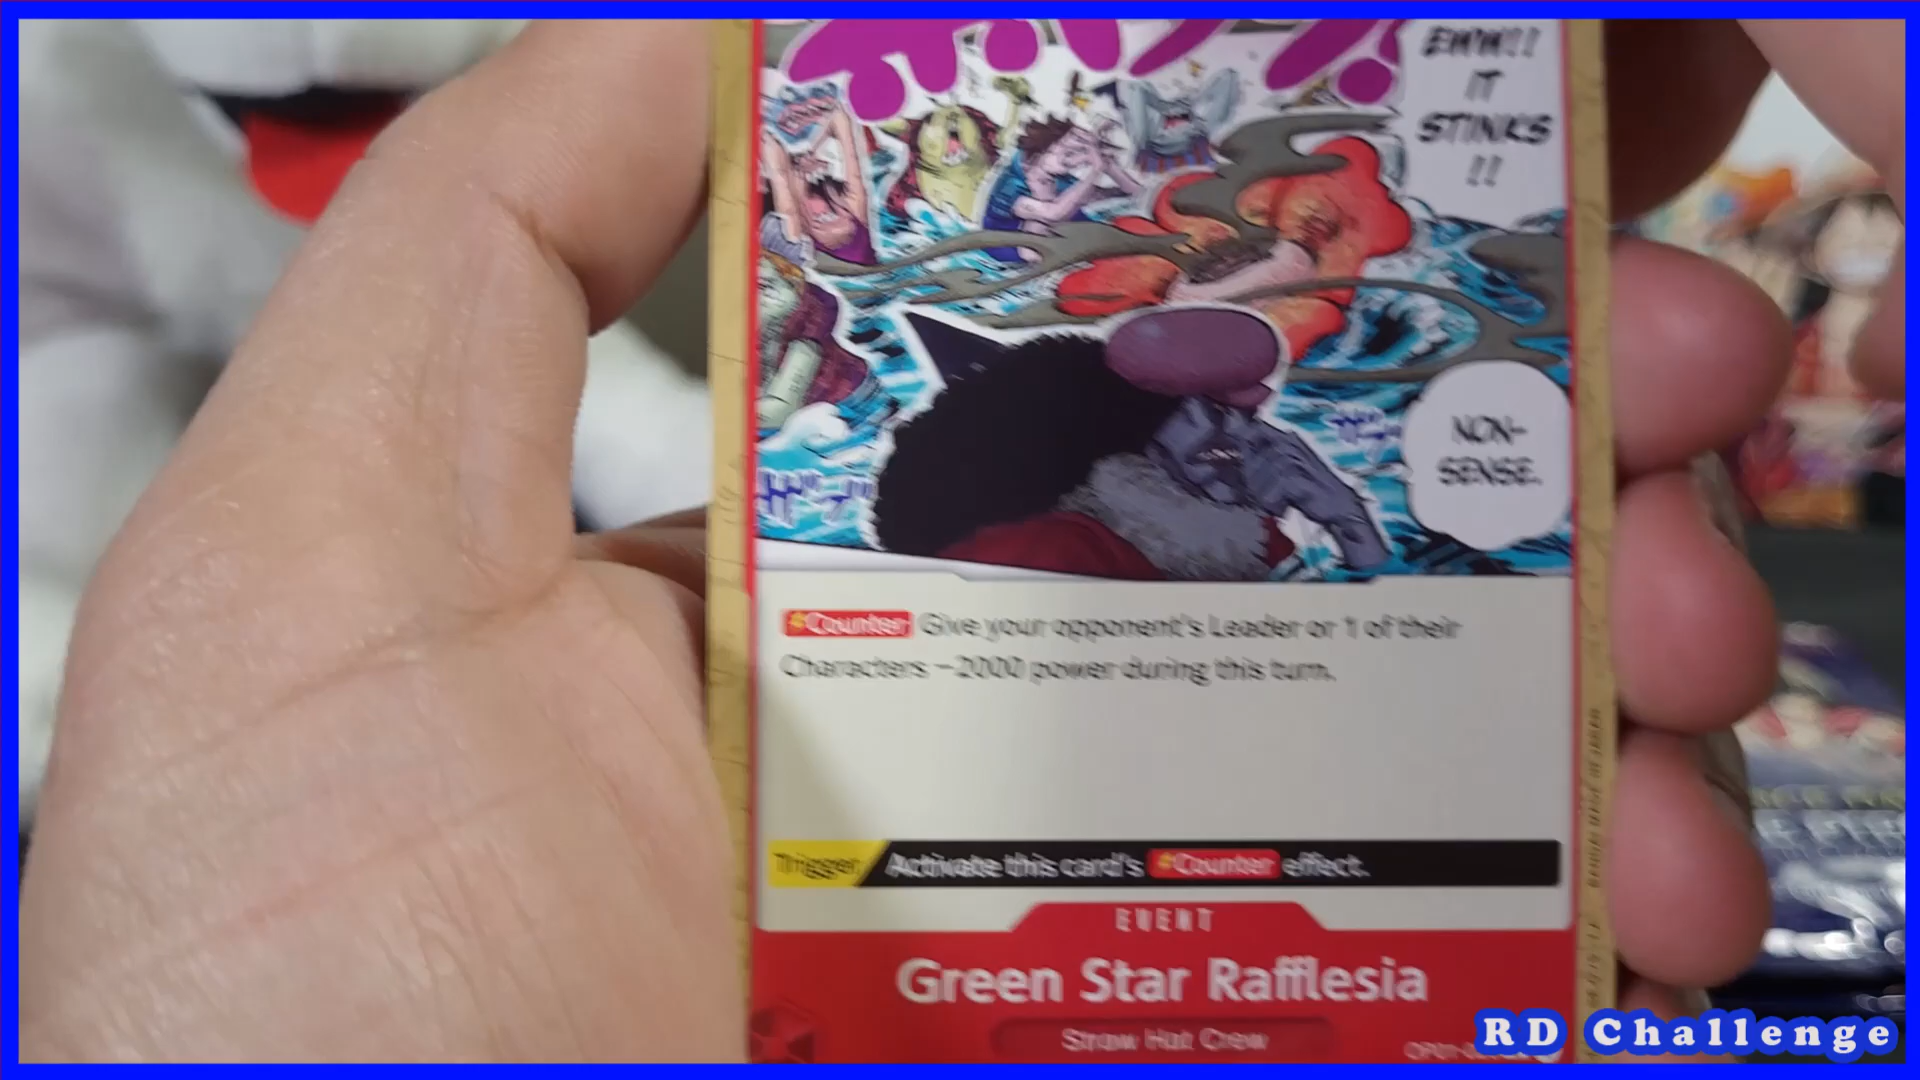 EWW!!
IT
STINKS
!!
NON-
SENSE.
Counter Give your opponent's Leader or 1 of their
Characters −2000 power during this turn.
Trigger Activate this card's Counter effect.
EVENT
Green Star Rafflesia
Straw Hat Crew
RD Challenge